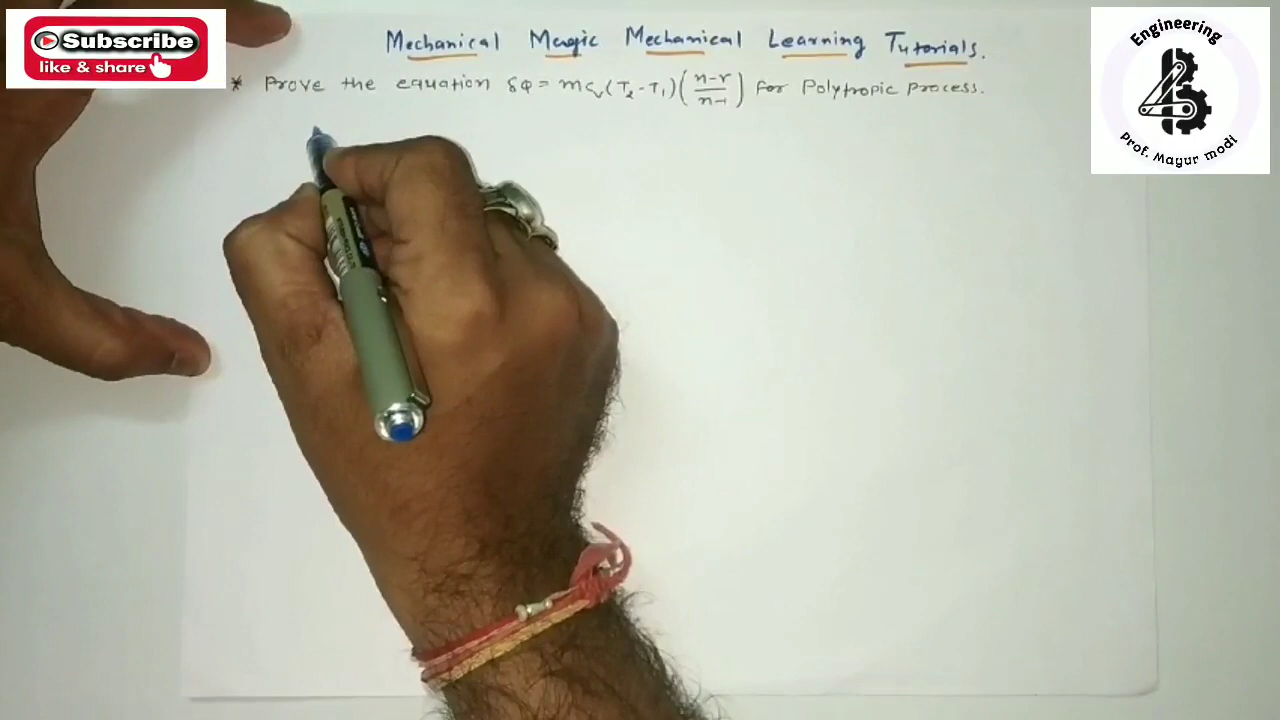 Subscribe
like & share
Mechanical Magic Mechanical Learning Tutorials.
* Prove the equation δQ = mCv(T2-T1)(n-γ/n-1) for Polytropic process.
Engineering
Prof. Mayur modi